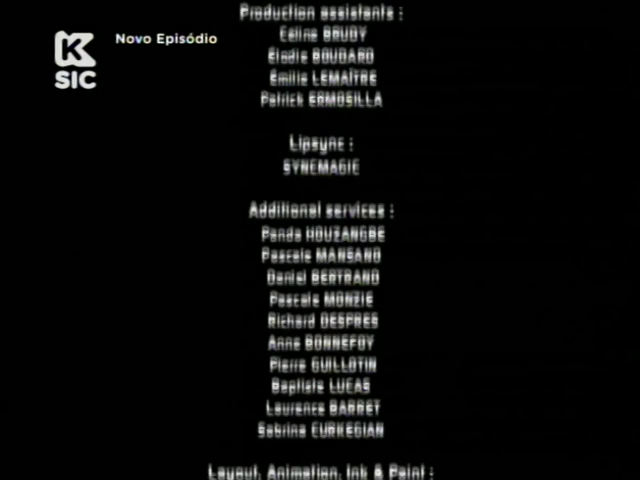 Production assistants :
K
SIC
Novo Episódio
Céline BRUDY
Elodie BOUDARD
Emilie LEMAÎTRE
Patrick ERMOSILLA
Lipsync :
SYNEMAGIE
Additional services :
Panda HOUZANGBE
Pascale MANSANO
Daniel BERTRAND
Pascale MONZIE
Richard DESPRES
Anne BONNEFOY
Pierre GUILLOTIN
Baptiste LUCAS
Laurence BARRET
Sabrina CURKEGIAN
Layout, Animation, Ink & Paint :